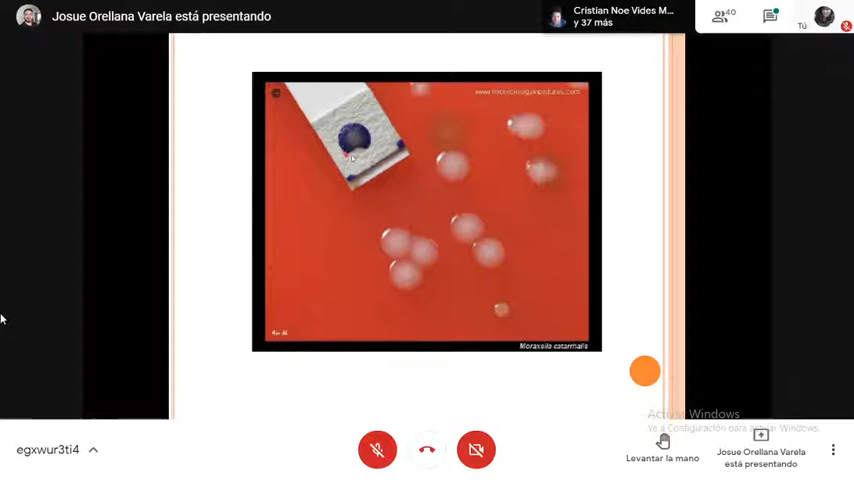 Josue Orellana Varela está presentando
Cristian Noe Vides M...
y 37 más
40
Tú
www.microbiologyinpictures.com
Moraxella catarrhalis
Activar Windows
Ve a Configuración para activar Windows.
egxwur3ti4
Levantar la mano
Josue Orellana Varela
está presentando